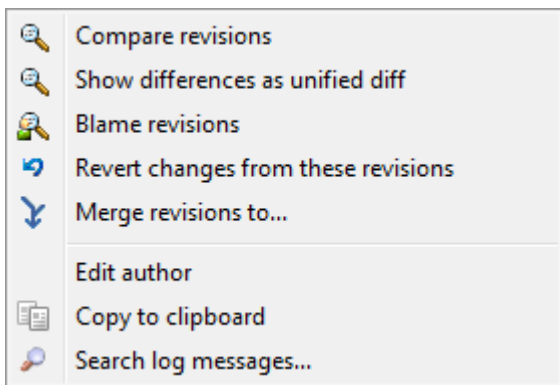 Compare revisions
Show differences as unified diff
Blame revisions
Revert changes from these revisions
Merge revisions to...
Edit author
Copy to clipboard
Search log messages...